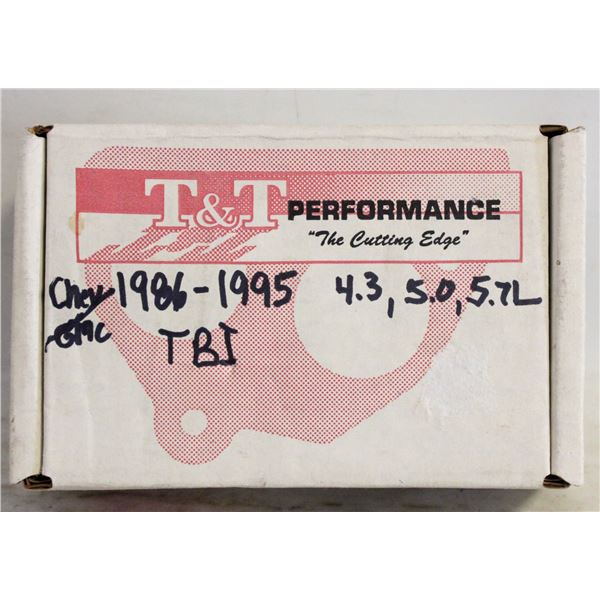 T&T PERFORMANCE
"The Cutting Edge"
Chev 1986-1995 4.3, 5.0, 5.7L
GMC TBI